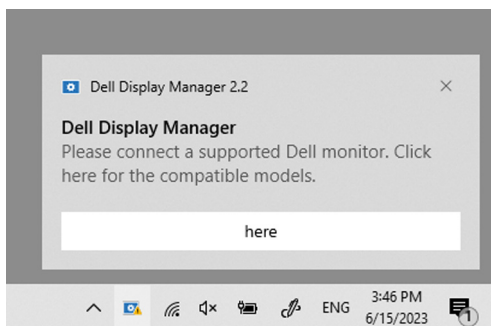 Dell Display Manager 2.2
Dell Display Manager
Please connect a supported Dell monitor. Click
here for the compatible models.
here
ENG
3:46 PM
6/15/2023
1